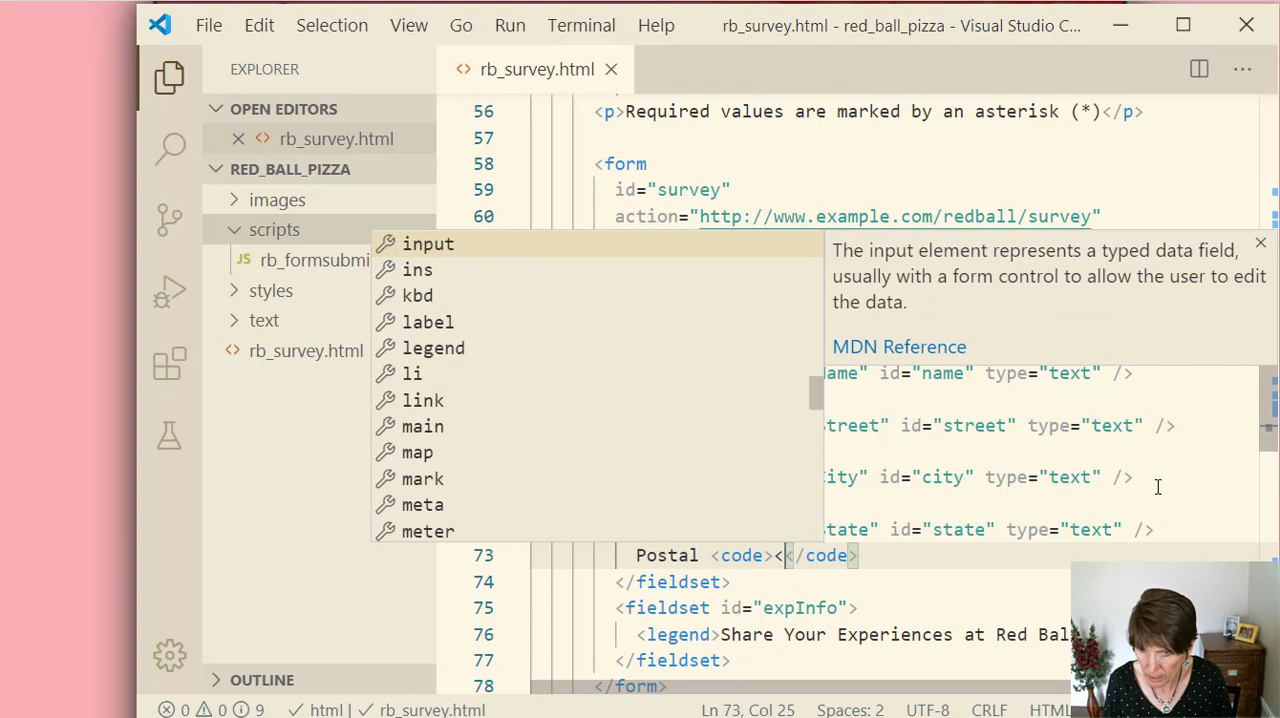 File Edit Selection View Go Run Terminal Help rb_survey.html - red_ball_pizza - Visual Studio C...
EXPLORER
OPEN EDITORS
rb_survey.html
RED_BALL_PIZZA
images
scripts
JS rb_formsubmi
styles
text
rb_survey.html
OUTLINE
rb_survey.html
56 <p>Required values are marked by an asterisk (*)</p>
57
58 <form
59 id="survey"
60 action="http://www.example.com/redball/survey"
input
ins
kbd
label
legend
li
link
main
map
mark
meta
meter
The input element represents a typed data field,
usually with a form control to allow the user to edit
the data.
MDN Reference
ame" id="name" type="text" />
treet" id="street" type="text" />
ity" id="city" type="text" />
tate" id="state" type="text" />
73 Postal <code><</code>
74 </fieldset>
75 <fieldset id="expInfo">
76 <legend>Share Your Experiences at Red Bal
77 </fieldset>
78 </form>
0 0 9 html rb_survey.html Ln 73, Col 25 Spaces: 2 UTF-8 CRLF HTML